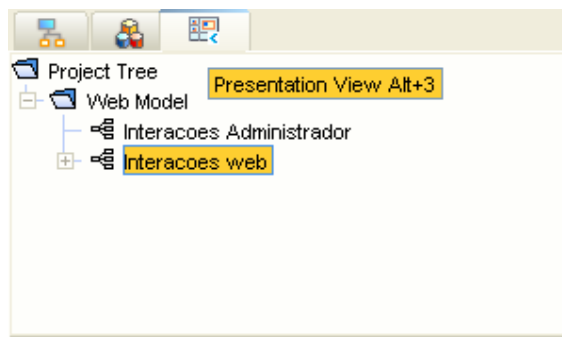 Project Tree
Presentation View Alt+3
Web Model
Interacoes Administrador
Interacoes web